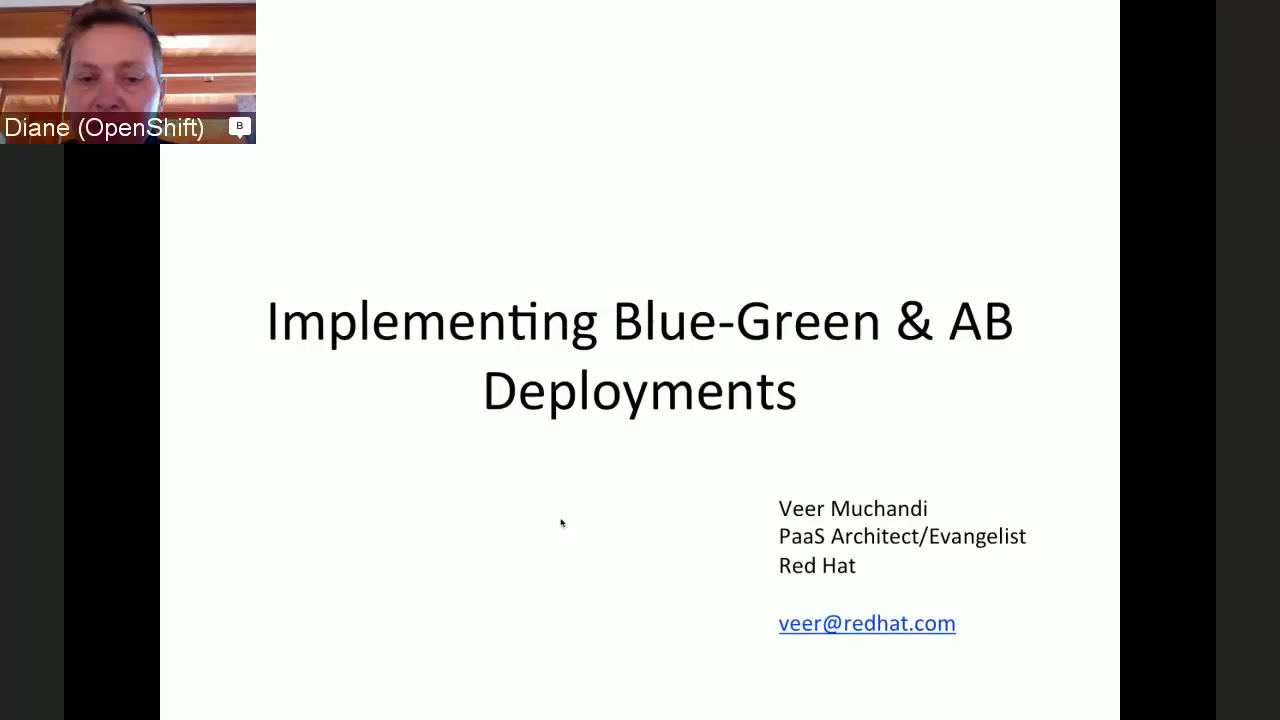 Diane (OpenShift)
B
Implementing Blue-Green & AB
Deployments
Veer Muchandi
PaaS Architect/Evangelist
Red Hat
veer@redhat.com